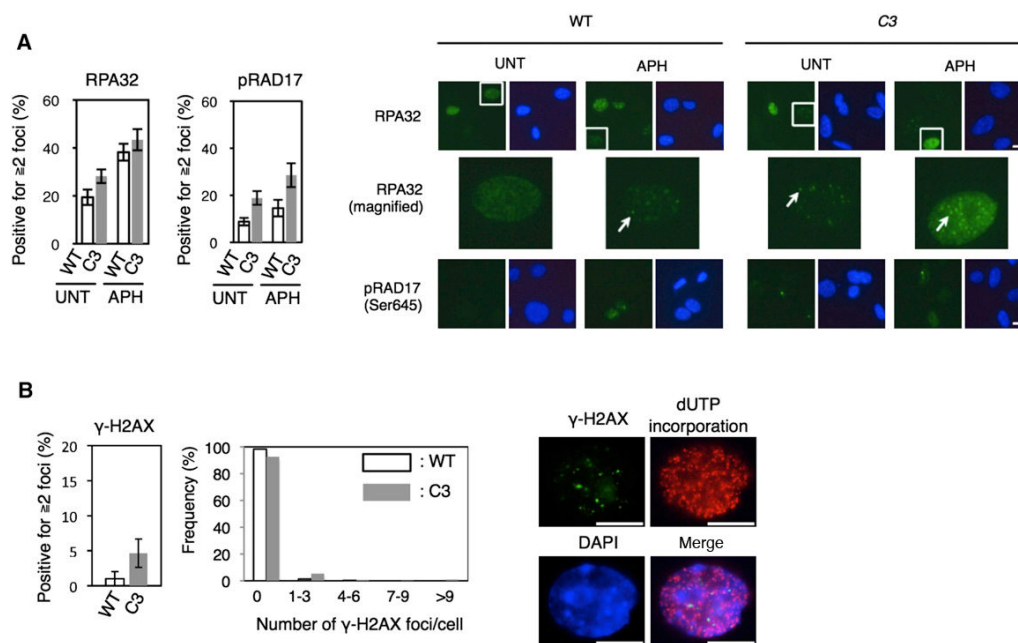 A
RPA32
Positive for ≥2 foci (%)
60
40
20
0
WT
C3
WT
C3
UNT
APH
pRAD17
Positive for ≥2 foci (%)
60
40
20
0
WT
C3
WT
C3
UNT
APH
WT
C3
UNT
APH
UNT
APH
RPA32
RPA32
(magnified)
pRAD17
(Ser645)
B
γ-H2AX
Positive for ≥2 foci (%)
20
15
10
5
0
WT
C3
Frequency (%)
100
80
60
40
20
0
: WT
: C3
0 1-3 4-6 7-9 >9
Number of γ-H2AX foci/cell
γ-H2AX
dUTP
incorporation
DAPI
Merge